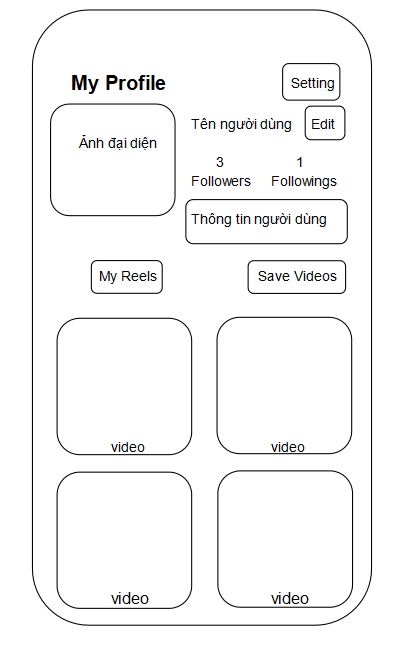 My Profile
Setting
Ảnh đại diện
Tên người dùng
Edit
3
1
Followers
Followings
Thông tin người dùng
My Reels
Save Videos
video
video
video
video